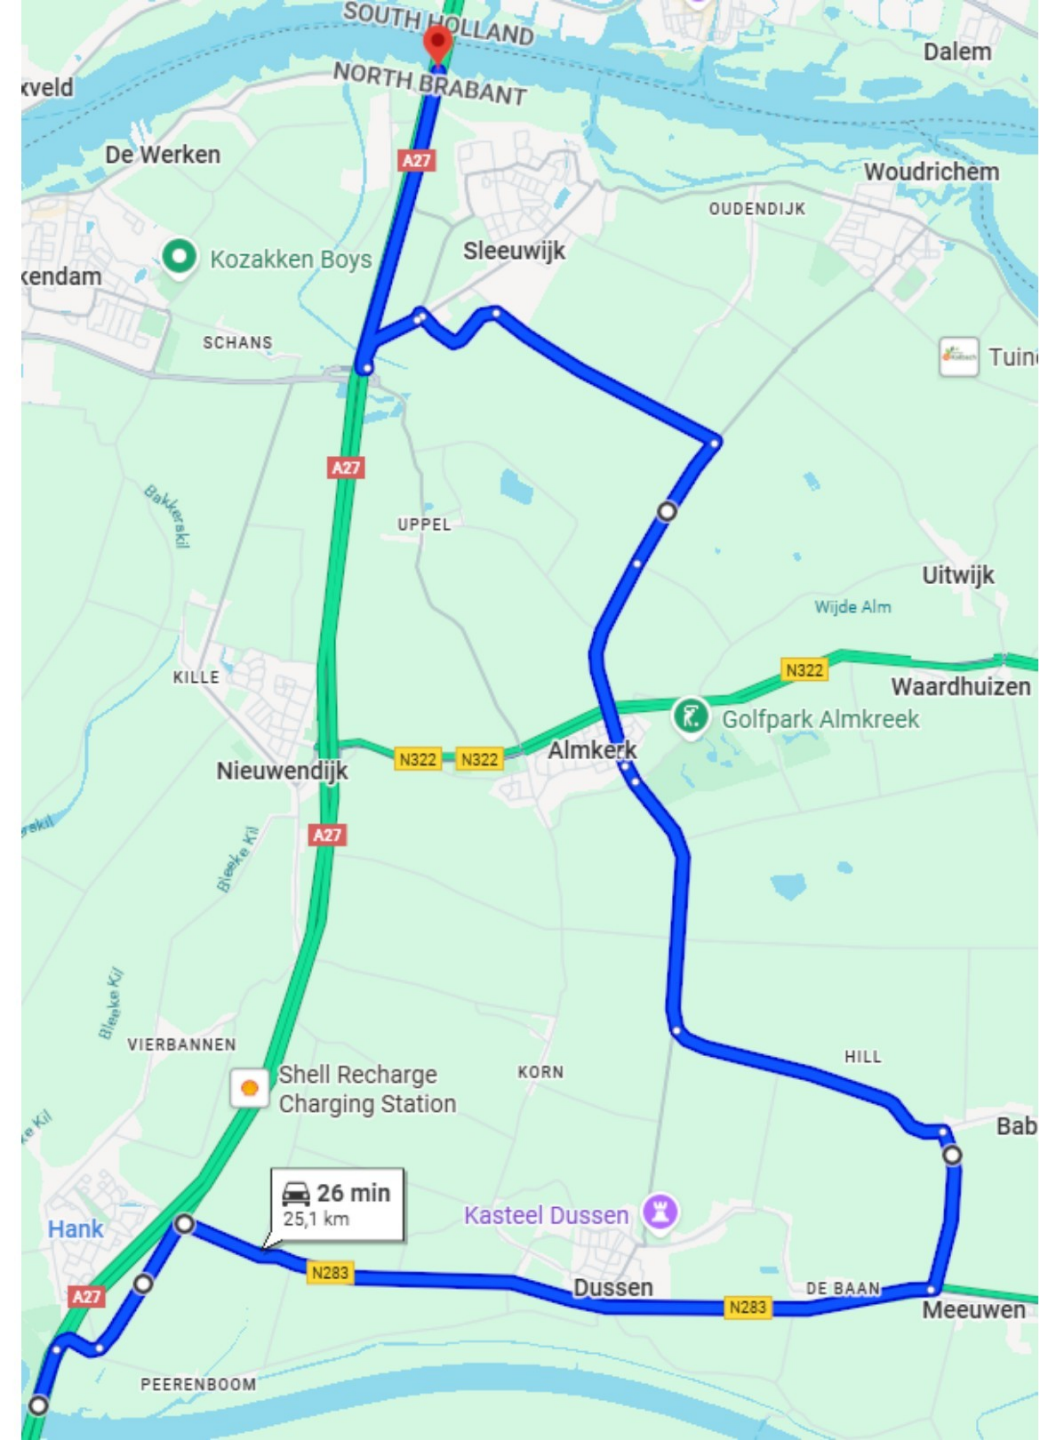 SOUTH HOLLAND
NORTH BRABANT
Dalem
xveld
De Werken
A27
Woudrichem
OUDENDIJK
Sleeuwijk
Kozakken Boys
kendam
SCHANS
Tuin
A27
Bakkerskil
UPPEL
Uitwijk
Wijde Alm
KILLE
N322
Waardhuizen
Golfpark Almkreek
Almkerk
N322
N322
Nieuwendijk
A27
Bleeke Kil
Bleeke Kil
VIERBANNEN
HILL
KORN
Shell Recharge
Charging Station
Bab
26 min
25,1 km
Kasteel Dussen
Hank
N283
Dussen
DE BAAN
A27
N283
Meeuwen
PEERENBOOM